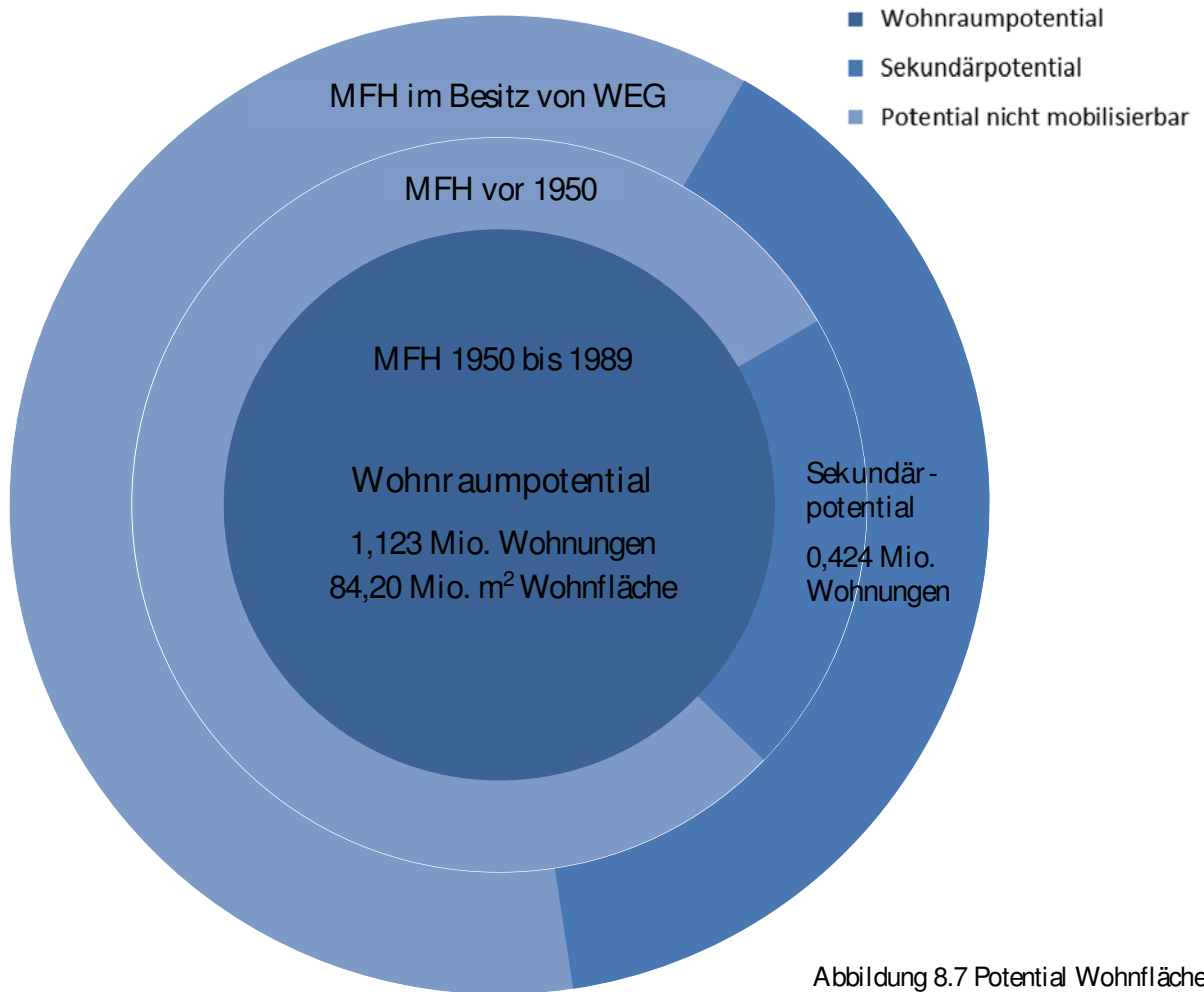 Wohnraumpotential
Sekundärpotential
Potential nicht mobilisierbar
MFH im Besitz von WEG
MFH vor 1950
MFH 1950 bis 1989
Wohnraumpotential
1,123 Mio. Wohnungen
84,20 Mio. m² Wohnfläche
Sekundär-
potential
0,424 Mio.
Wohnungen
Abbildung 8.7 Potential Wohnfläche